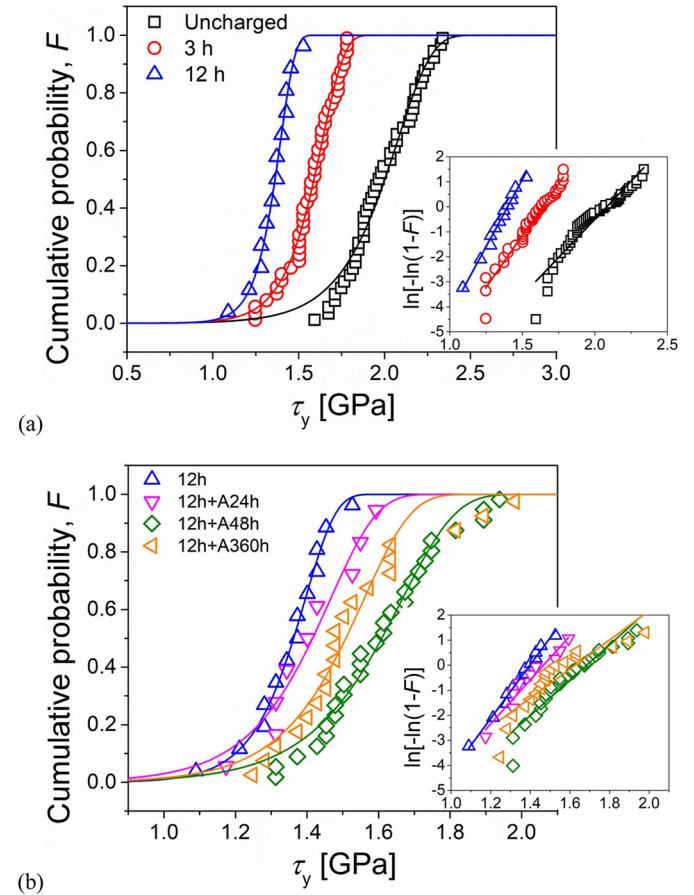 (a)
Cumulative probability, F
1.0
0.8
0.6
0.4
0.2
0.0
Uncharged
3 h
12 h
0.5 1.0 1.5 2.0 2.5 3.0
τy [GPa]
ln[-ln(1-F)]
2
1
0
-1
-2
-3
-4
-5
1.0 1.5 2.0 2.5
(b)
Cumulative probability, F
1.0
0.8
0.6
0.4
0.2
0.0
12h
12h+A24h
12h+A48h
12h+A360h
1.0 1.2 1.4 1.6 1.8 2.0
τy [GPa]
ln[-ln(1-F)]
2
1
0
-1
-2
-3
-4
-5
1.0 1.2 1.4 1.6 1.8 2.0